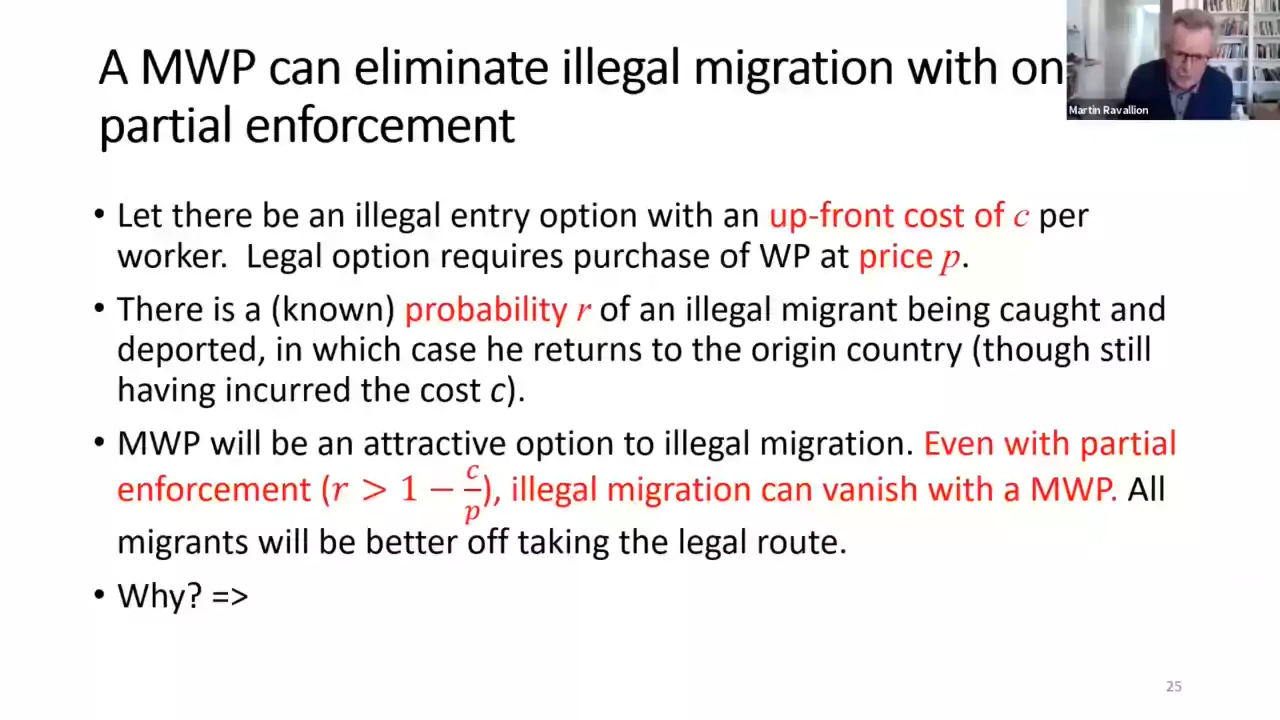 A MWP can eliminate illegal migration with on
partial enforcement
Martin Ravallion
• Let there be an illegal entry option with an up-front cost of c per
worker. Legal option requires purchase of WP at price p.
• There is a (known) probability r of an illegal migrant being caught and
deported, in which case he returns to the origin country (though still
having incurred the cost c).
• MWP will be an attractive option to illegal migration. Even with partial
enforcement (r > 1 − c/p), illegal migration can vanish with a MWP. All
migrants will be better off taking the legal route.
• Why? =>
25